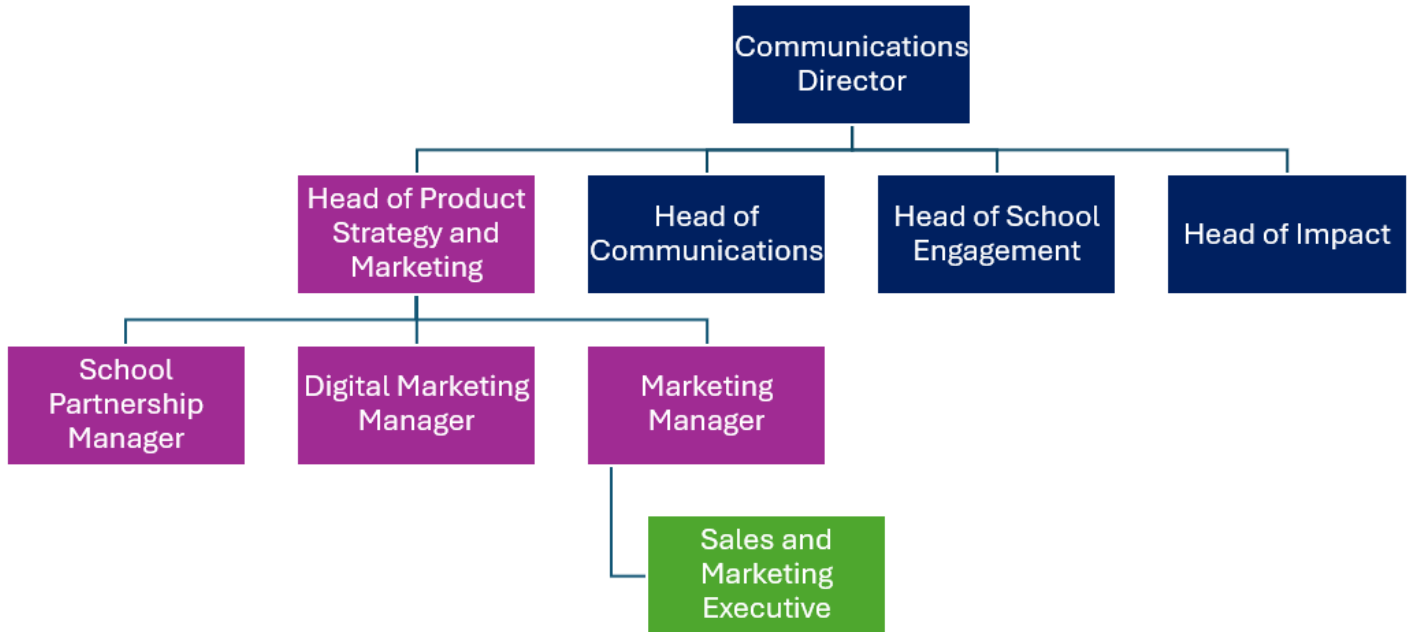 Communications
Director
Head of Product
Strategy and
Marketing
Head of
Communications
Head of School
Engagement
Head of Impact
School
Partnership
Manager
Digital Marketing
Manager
Marketing
Manager
Sales and
Marketing
Executive